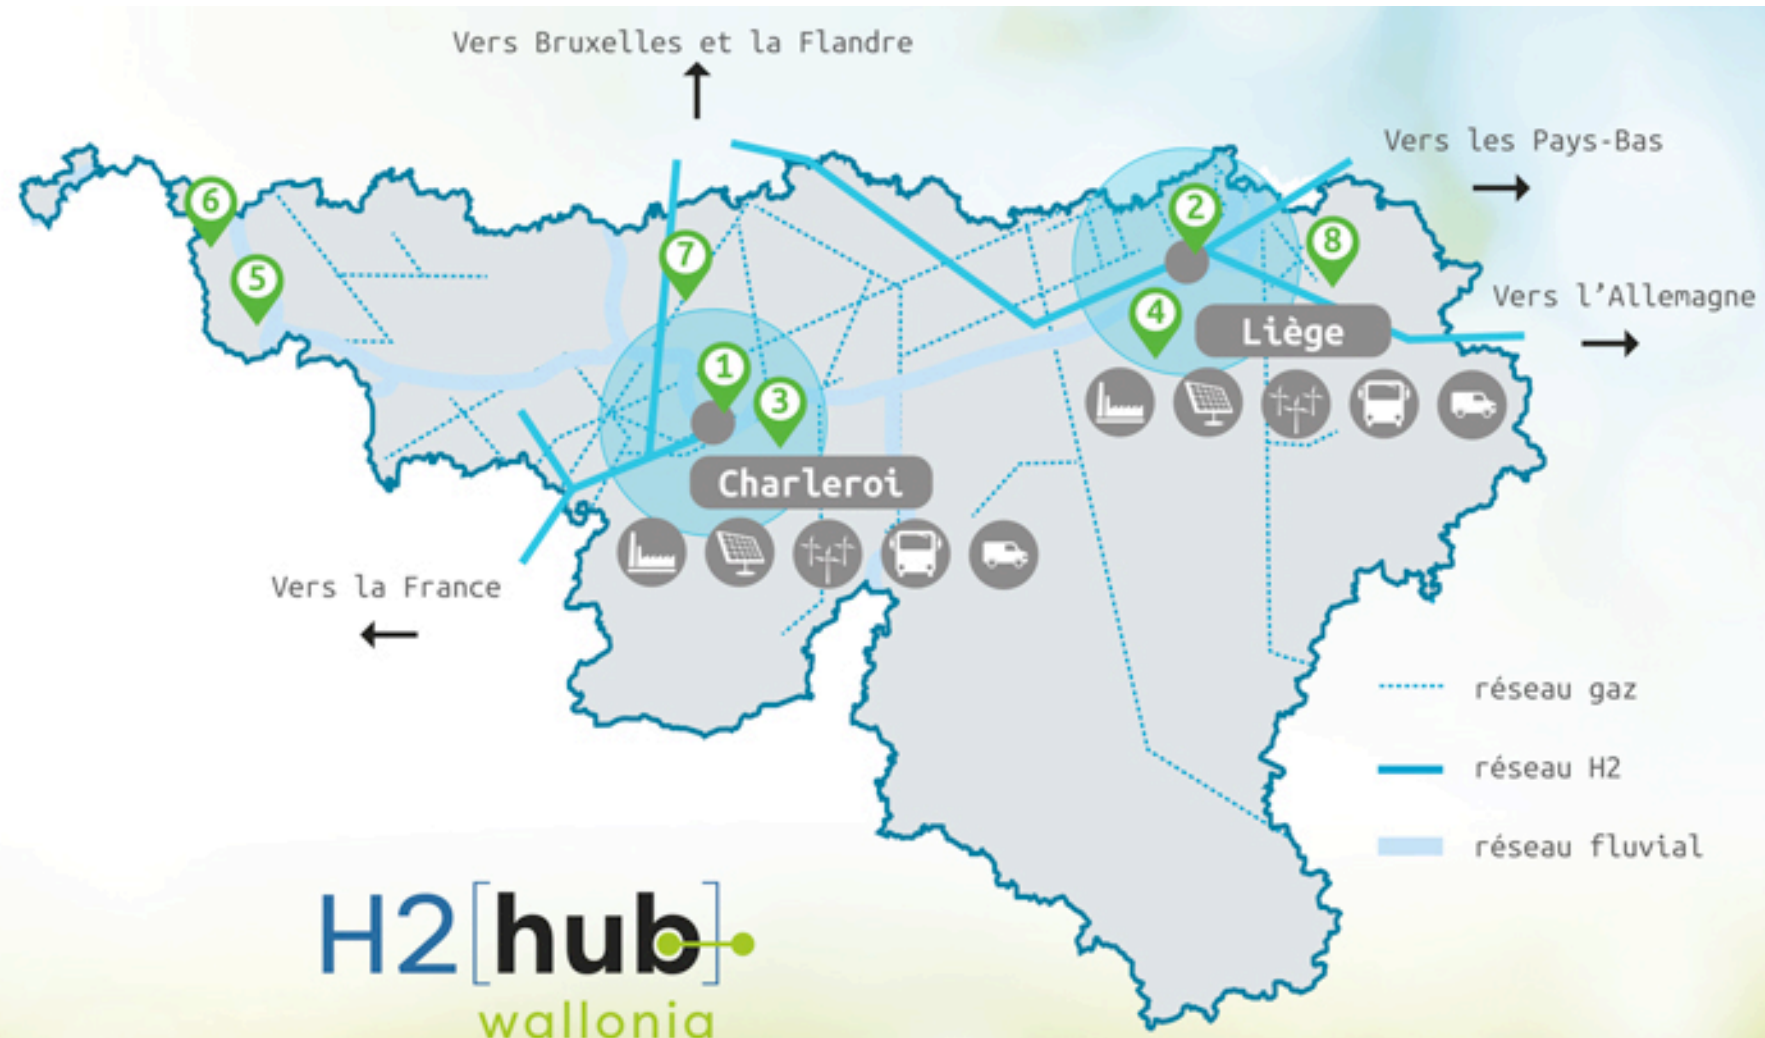 Vers Bruxelles et la Flandre
Vers les Pays-Bas
6
2
8
7
5
Vers l'Allemagne
4
Liège
1
3
Charleroi
Vers la France
réseau gaz
réseau H2
réseau fluvial
H2[hub]
wallonia